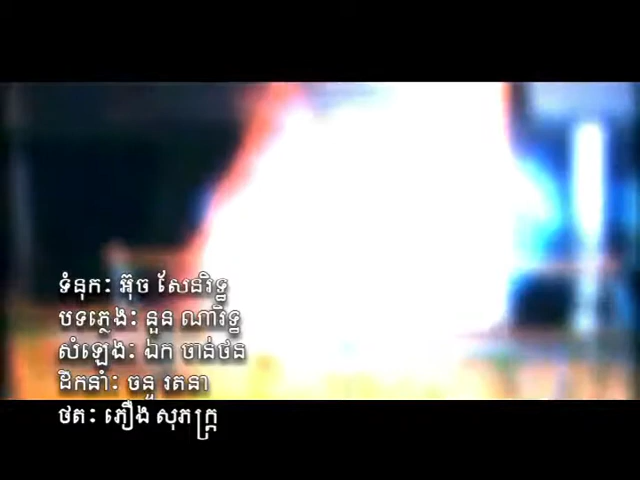 ទំនុកៈ អ៊ុច សែនរិទ្ធ
បទភ្លេងៈ នួន ណារិទ្ធ
សំឡេងៈ ឯក ចាន់ថន
ដឹកនាំៈ ចន្ទ រតនា
ថតៈ ភឿង សុភក្ត្រ